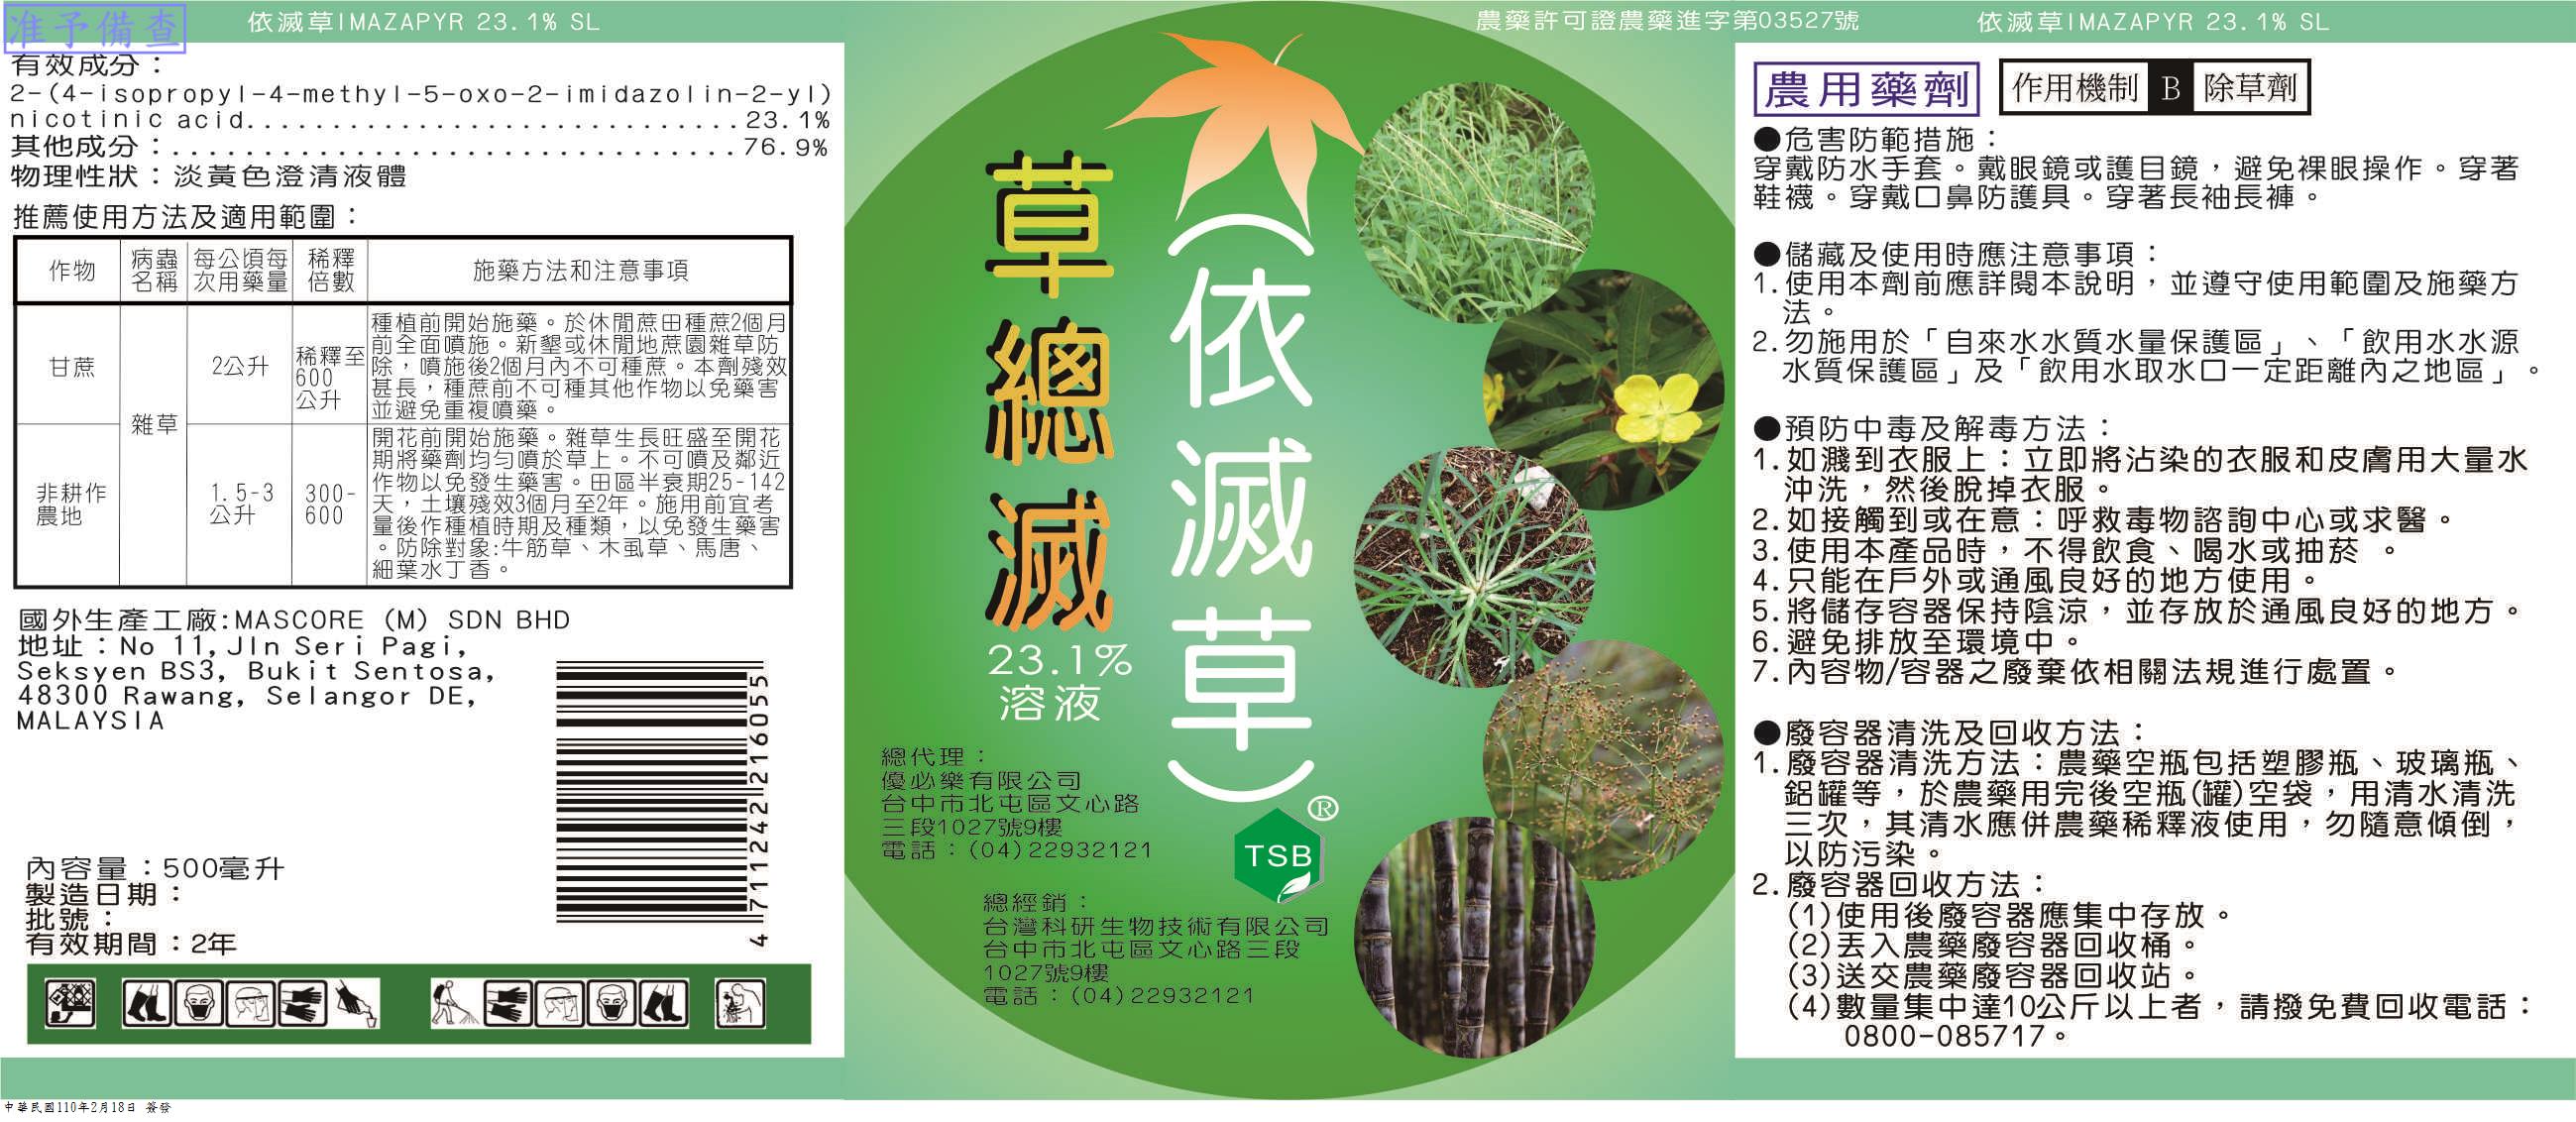 准予備查
依滅草IMAZAPYR 23.1% SL
有效成分：
2-(4-isopropyl-4-methyl-5-oxo-2-imidazolin-2-yl)
nicotinic acid..............................23.1%
其他成分：.................................76.9%
物理性狀：淡黃色澄清液體
推薦使用方法及適用範圍：
作物
病蟲
名稱
每公頃每
次用藥量
稀釋
倍數
施藥方法和注意事項
甘蔗
雜草
2公升
稀釋至
600
公升
種植前開始施藥。於休閒蔗田種蔗2個月
前全面噴施。新墾或休閒地蔗園雜草防
除，噴施後2個月內不可種蔗。本劑殘效
甚長，種蔗前不可種其他作物以免藥害
並避免重複噴藥。
非耕作
農地
1.5-3
公升
300-
600
開花前開始施藥。雜草生長旺盛至開花
期將藥劑均勻噴於草上。不可噴及鄰近
作物以免發生藥害。田區半衰期25-142
天，土壤殘效3個月至2年。施用前宜考
量後作種植時期及種類，以免發生藥害
。防除對象:牛筋草、木虱草、馬唐、
細葉水丁香。
國外生產工廠:MASCORE (M) SDN BHD
地址：No 11,Jln Seri Pagi,
Seksyen BS3, Bukit Sentosa,
48300 Rawang, Selangor DE,
MALAYSIA
4 711242 216055
內容量：500毫升
製造日期：
批號：
有效期間：2年
中華民國110年2月18日 簽發
農藥許可證農藥進字第03527號
草總滅
23.1%
溶液
(依滅草)
®
TSB
總代理：
優必樂有限公司
台中市北屯區文心路
三段1027號9樓
電話：(04)22932121
總經銷：
台灣科研生物技術有限公司
台中市北屯區文心路三段
1027號9樓
電話：(04)22932121
依滅草IMAZAPYR 23.1% SL
農用藥劑
作用機制 B 除草劑
●危害防範措施：
穿戴防水手套。戴眼鏡或護目鏡，避免裸眼操作。穿著
鞋襪。穿戴口鼻防護具。穿著長袖長褲。
●儲藏及使用時應注意事項：
1.使用本劑前應詳閱本說明，並遵守使用範圍及施藥方
法。
2.勿施用於「自來水水質水量保護區」、「飲用水水源
水質保護區」及「飲用水取水口一定距離內之地區」。
●預防中毒及解毒方法：
1.如濺到衣服上：立即將沾染的衣服和皮膚用大量水
沖洗，然後脫掉衣服。
2.如接觸到或在意：呼救毒物諮詢中心或求醫。
3.使用本產品時，不得飲食、喝水或抽菸 。
4.只能在戶外或通風良好的地方使用。
5.將儲存容器保持陰涼，並存放於通風良好的地方。
6.避免排放至環境中。
7.內容物/容器之廢棄依相關法規進行處置。
●廢容器清洗及回收方法：
1.廢容器清洗方法：農藥空瓶包括塑膠瓶、玻璃瓶、
鋁罐等，於農藥用完後空瓶(罐)空袋，用清水清洗
三次，其清水應併農藥稀釋液使用，勿隨意傾倒，
以防污染。
2.廢容器回收方法：
(1)使用後廢容器應集中存放。
(2)丟入農藥廢容器回收桶。
(3)送交農藥廢容器回收站。
(4)數量集中達10公斤以上者，請撥免費回收電話：
0800-085717。